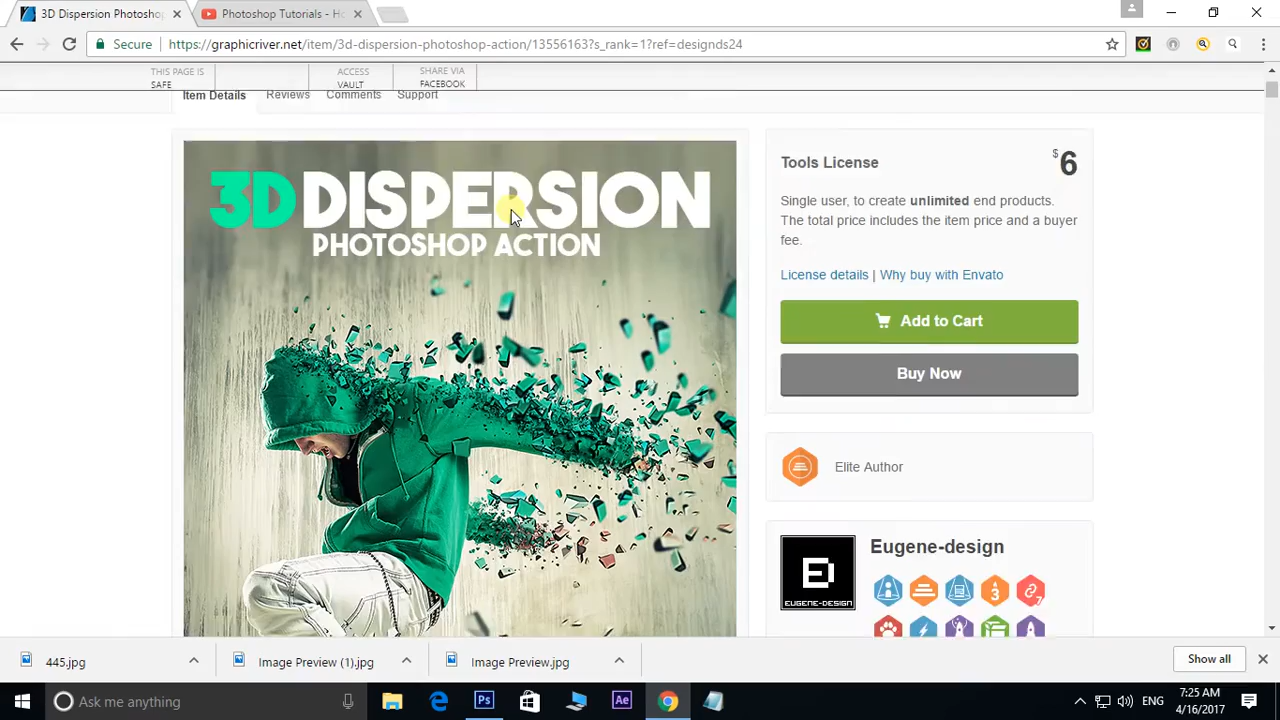 3D Dispersion Photosho
Photoshop Tutorials - Ho
Secure
https://graphicriver.net/item/3d-dispersion-photoshop-action/13556163?s_rank=1?ref=designds24
THIS PAGE IS
SAFE
ACCESS
VAULT
SHARE VIA
FACEBOOK
Item Details
Reviews
Comments
Support
3D DISPERSION
PHOTOSHOP ACTION
Tools License
$6
Single user, to create unlimited end products.
The total price includes the item price and a buyer
fee.
License details | Why buy with Envato
Add to Cart
Buy Now
Elite Author
EUGENE-DESIGN
Eugene-design
3
7
445.jpg
Image Preview (1).jpg
Image Preview.jpg
Show all
Ask me anything
Ps
Ae
ENG
7:25 AM
4/16/2017